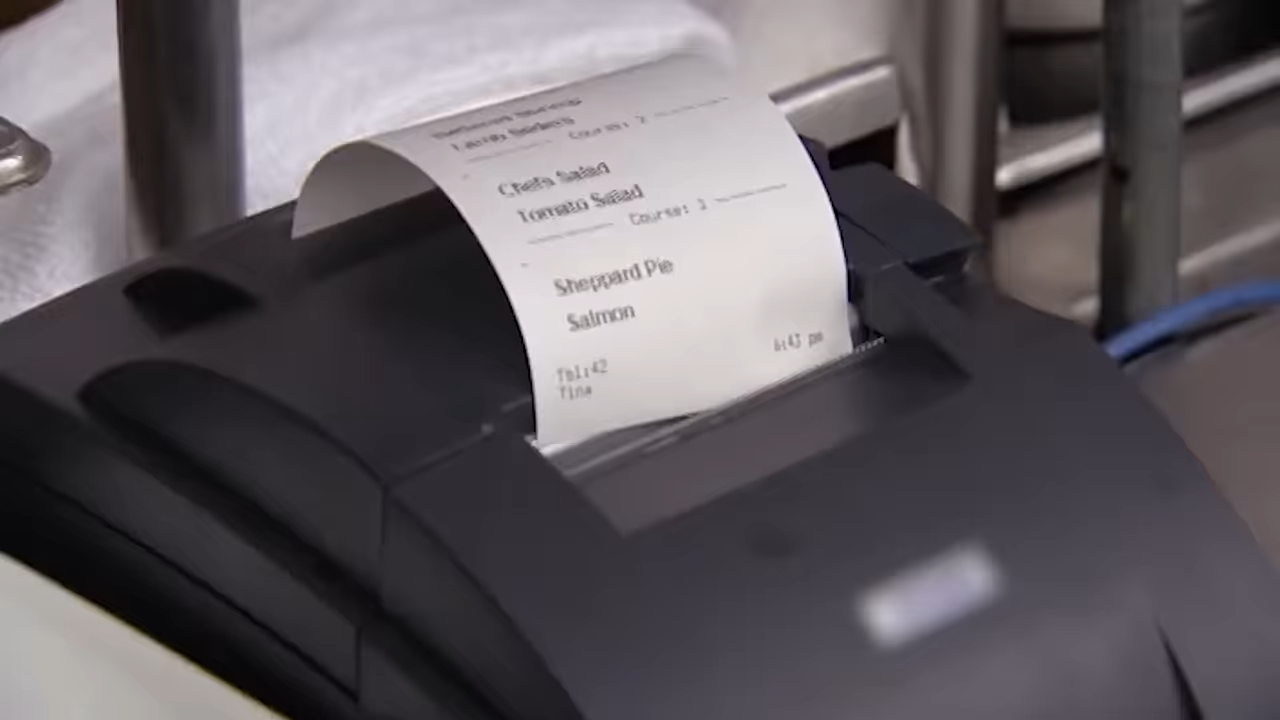 Course: 2
Chefs Salad
Tomato Salad
Course: 3
Sheppard Pie
Salmon
6:43 pm
Tbl:42
Tina